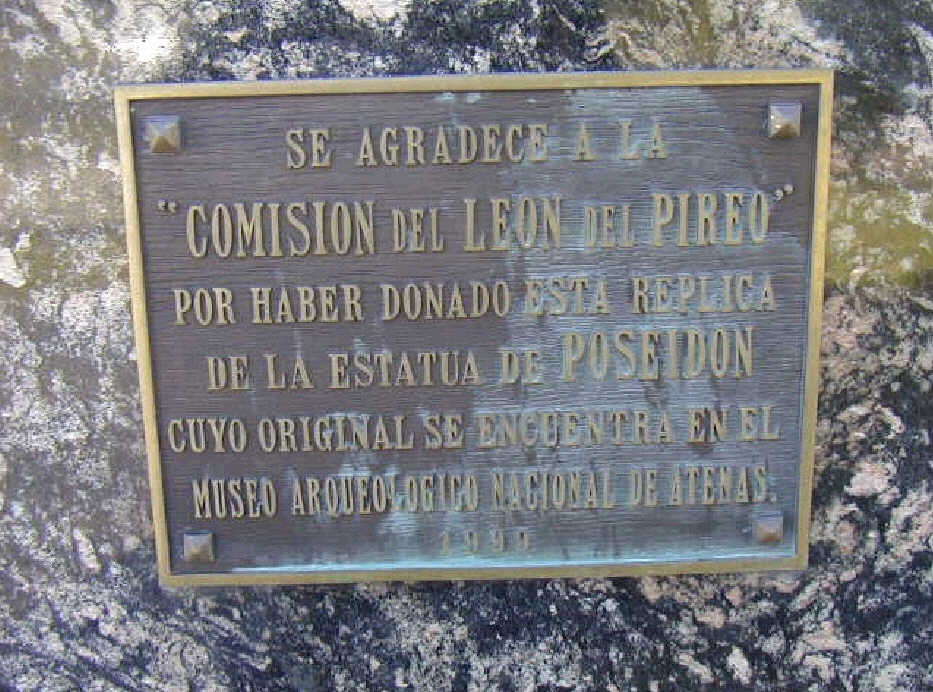 SE AGRADECE A LA
"COMISION DEL LEON DEL PIREO"
POR HABER DONADO ESTA REPLICA
DE LA ESTATUA DE POSEIDON
CUYO ORIGINAL SE ENCUENTRA EN EL
MUSEO ARQUEOLOGICO NACIONAL DE ATENAS.